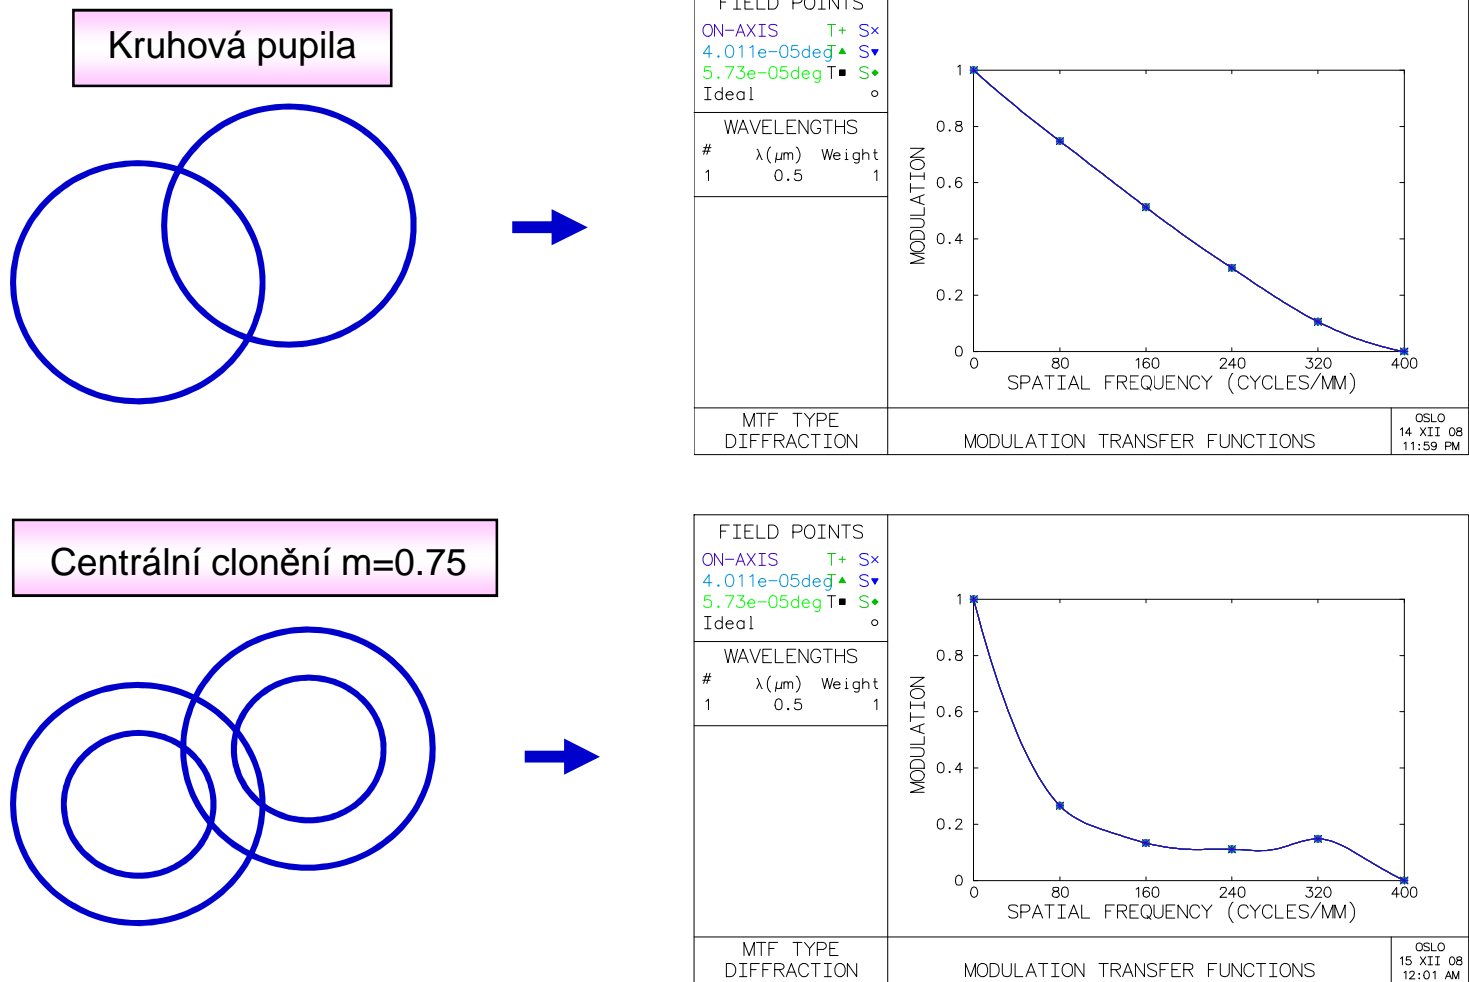 Kruhová pupila
FIELD POINTS
ON-AXIS T+ S×
4.011e-05deg T▲ S▼
5.73e-05deg T■ S◆
Ideal ○
WAVELENGTHS
# λ(μm) Weight
1 0.5 1
MODULATION
1
0.8
0.6
0.4
0.2
0
0 80 160 240 320 400
SPATIAL FREQUENCY (CYCLES/MM)
MTF TYPE
DIFFRACTION
MODULATION TRANSFER FUNCTIONS
OSLO
14 XII 08
11:59 PM
Centrální clonění m=0.75
FIELD POINTS
ON-AXIS T+ S×
4.011e-05deg T▲ S▼
5.73e-05deg T■ S◆
Ideal ○
WAVELENGTHS
# λ(μm) Weight
1 0.5 1
MODULATION
1
0.8
0.6
0.4
0.2
0
0 80 160 240 320 400
SPATIAL FREQUENCY (CYCLES/MM)
MTF TYPE
DIFFRACTION
MODULATION TRANSFER FUNCTIONS
OSLO
15 XII 08
12:01 AM